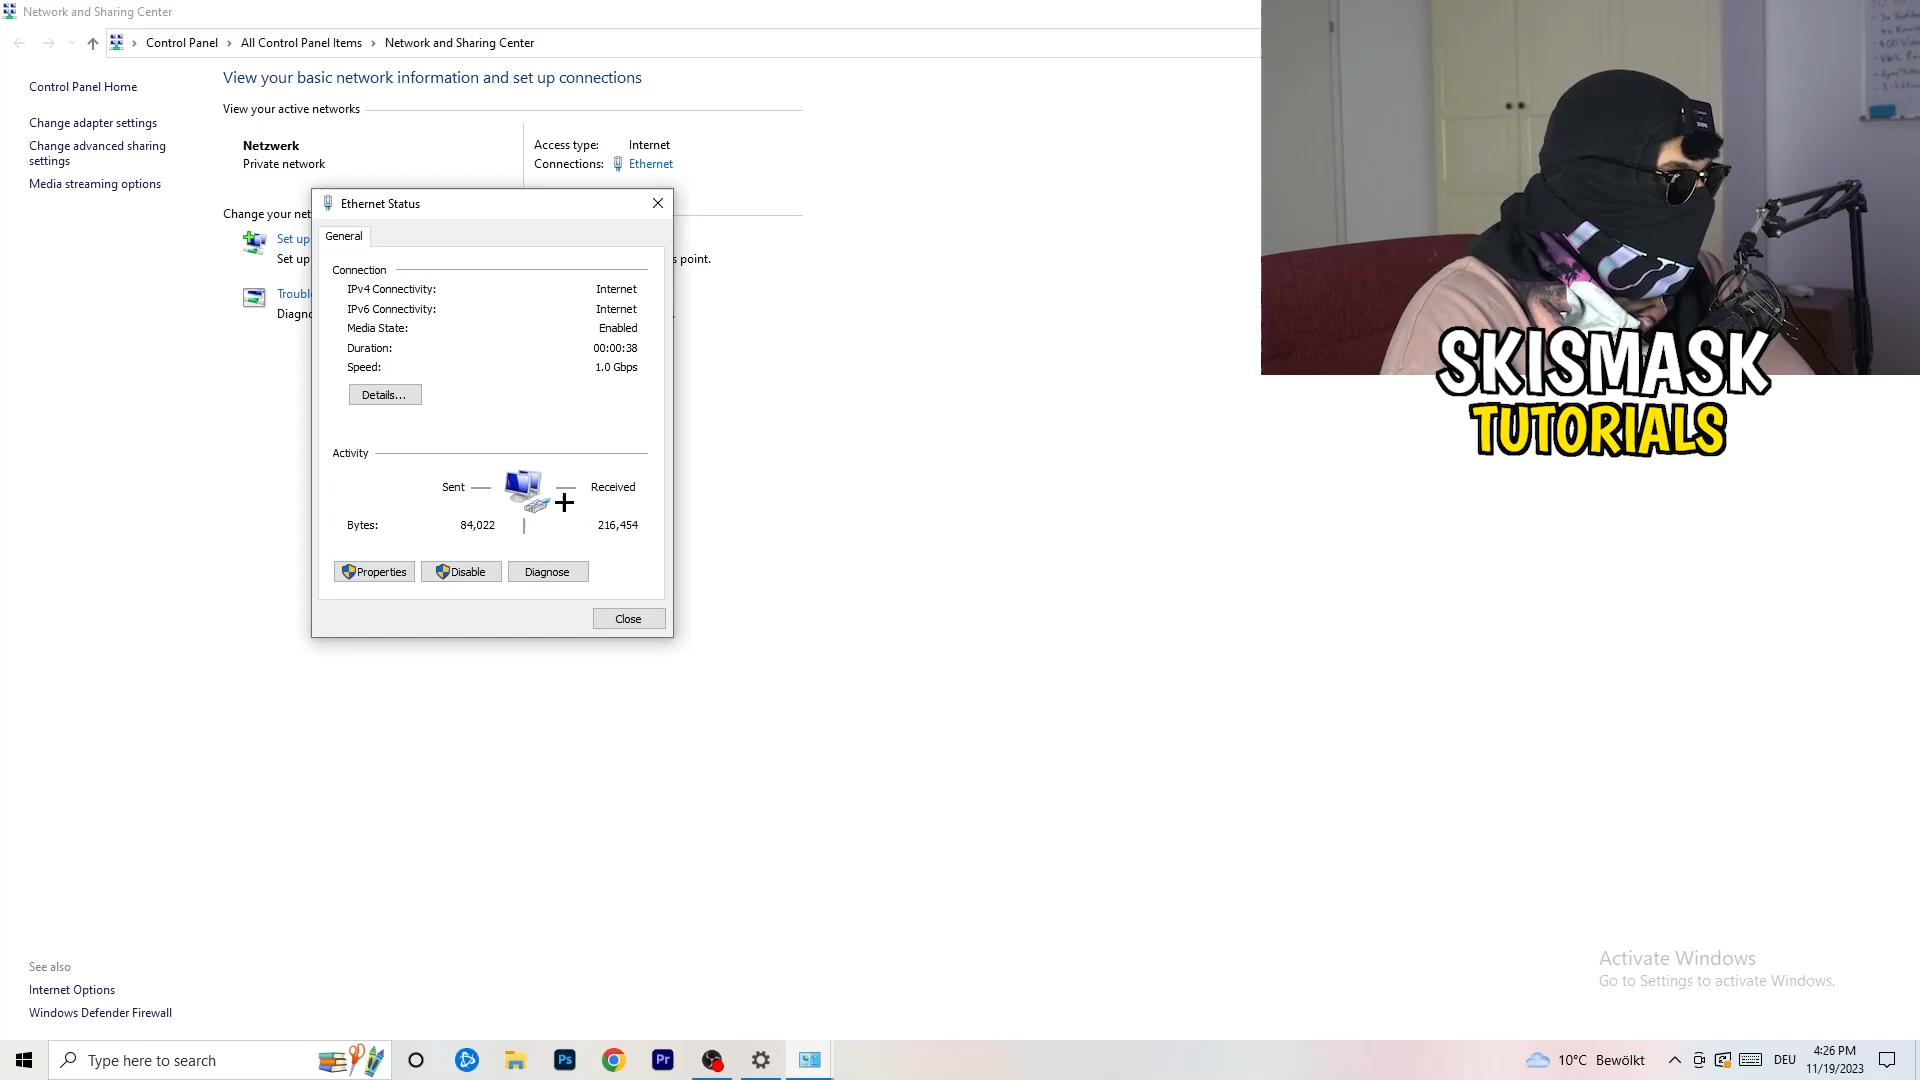 Network and Sharing Center
Control Panel
All Control Panel Items
Network and Sharing Center
Control Panel Home
Change adapter settings
Change advanced sharing
settings
Media streaming options
View your basic network information and set up connections
View your active networks
Netzwerk
Private network
Access type: Internet
Connections: Ethernet
Change your net
Set up
Set up
s point.
Troubl
Diagno
Ethernet Status
General
Connection
IPv4 Connectivity: Internet
IPv6 Connectivity: Internet
Media State: Enabled
Duration: 00:00:38
Speed: 1.0 Gbps
Details...
Activity
Sent Received
Bytes: 84,022 216,454
Properties Disable Diagnose
Close
SKISMASK
TUTORIALS
See also
Internet Options
Windows Defender Firewall
Activate Windows
Go to Settings to activate Windows.
Type here to search
Ps
Pr
10°C Bewölkt
DEU
4:26 PM
11/19/2023